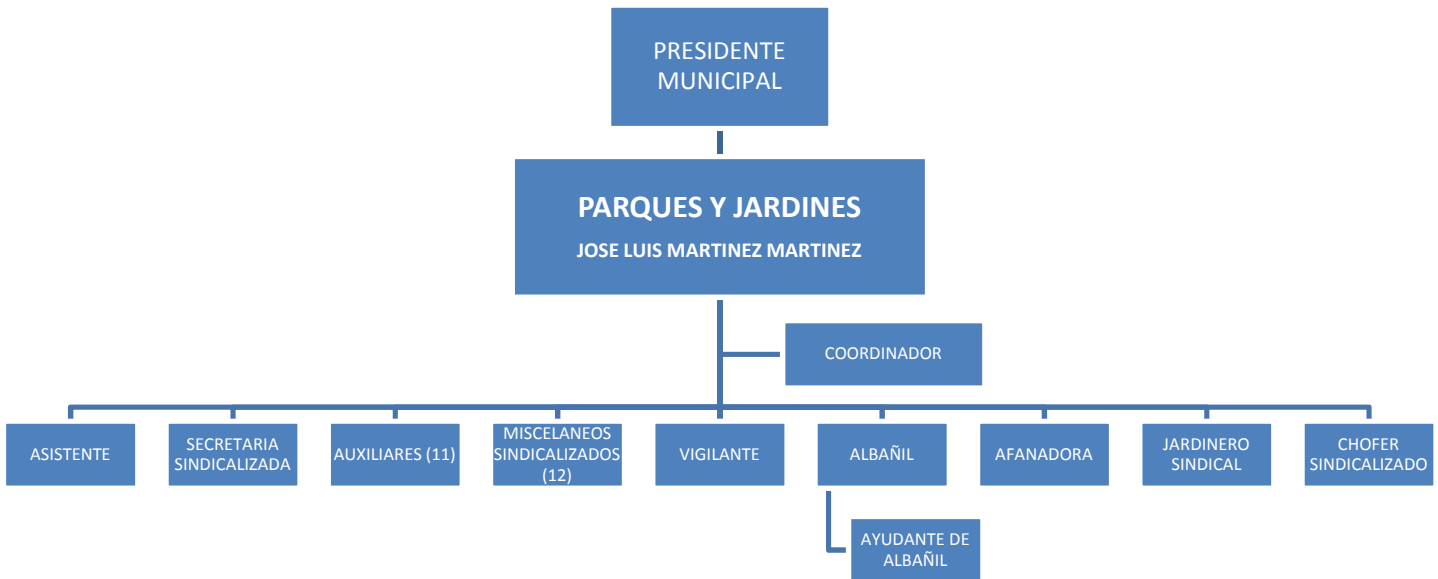 PRESIDENTE
MUNICIPAL
PARQUES Y JARDINES
JOSE LUIS MARTINEZ MARTINEZ
COORDINADOR
ASISTENTE
SECRETARIA
SINDICALIZADA
AUXILIARES (11)
MISCELANEOS
SINDICALIZADOS
(12)
VIGILANTE
ALBAÑIL
AFANADORA
JARDINERO
SINDICAL
CHOFER
SINDICALIZADO
AYUDANTE DE
ALBAÑIL